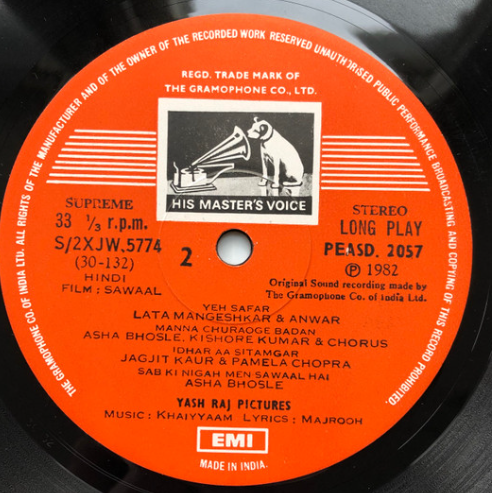 THE GRAMOPHONE CO. OF INDIA LTD. ALL RIGHTS OF THE MANUFACTURER AND OF THE OWNER OF THE RECORDED WORK RESERVED UNAUTHORISED PUBLIC PERFORMANCE BROADCASTING AND COPYING OF THIS RECORD PROHIBITED.
REGD. TRADE MARK OF
THE GRAMOPHONE CO., LTD.
HIS MASTER'S VOICE
SUPREME
33 ⅓ r.p.m.
S/2XJW.5774
(30-132)
HINDI
FILM : SAWAAL
2
STEREO
LONG PLAY
PEASD. 2057
Ⓟ 1982
Original Sound recording made by
The Gramophone Co. of India Ltd.
YEH SAFAR
LATA MANGESHKAR & ANWAR
MANNA CHURAOGE BADAN
ASHA BHOSLE, KISHORE KUMAR & CHORUS
IDHAR AA SITAMGAR
JAGJIT KAUR & PAMELA CHOPRA
SAB KI NIGAH MEN SAWAAL HAI
ASHA BHOSLE
YASH RAJ PICTURES
MUSIC : KHAIYYAAM LYRICS : MAJROOH
EMI
MADE IN INDIA.